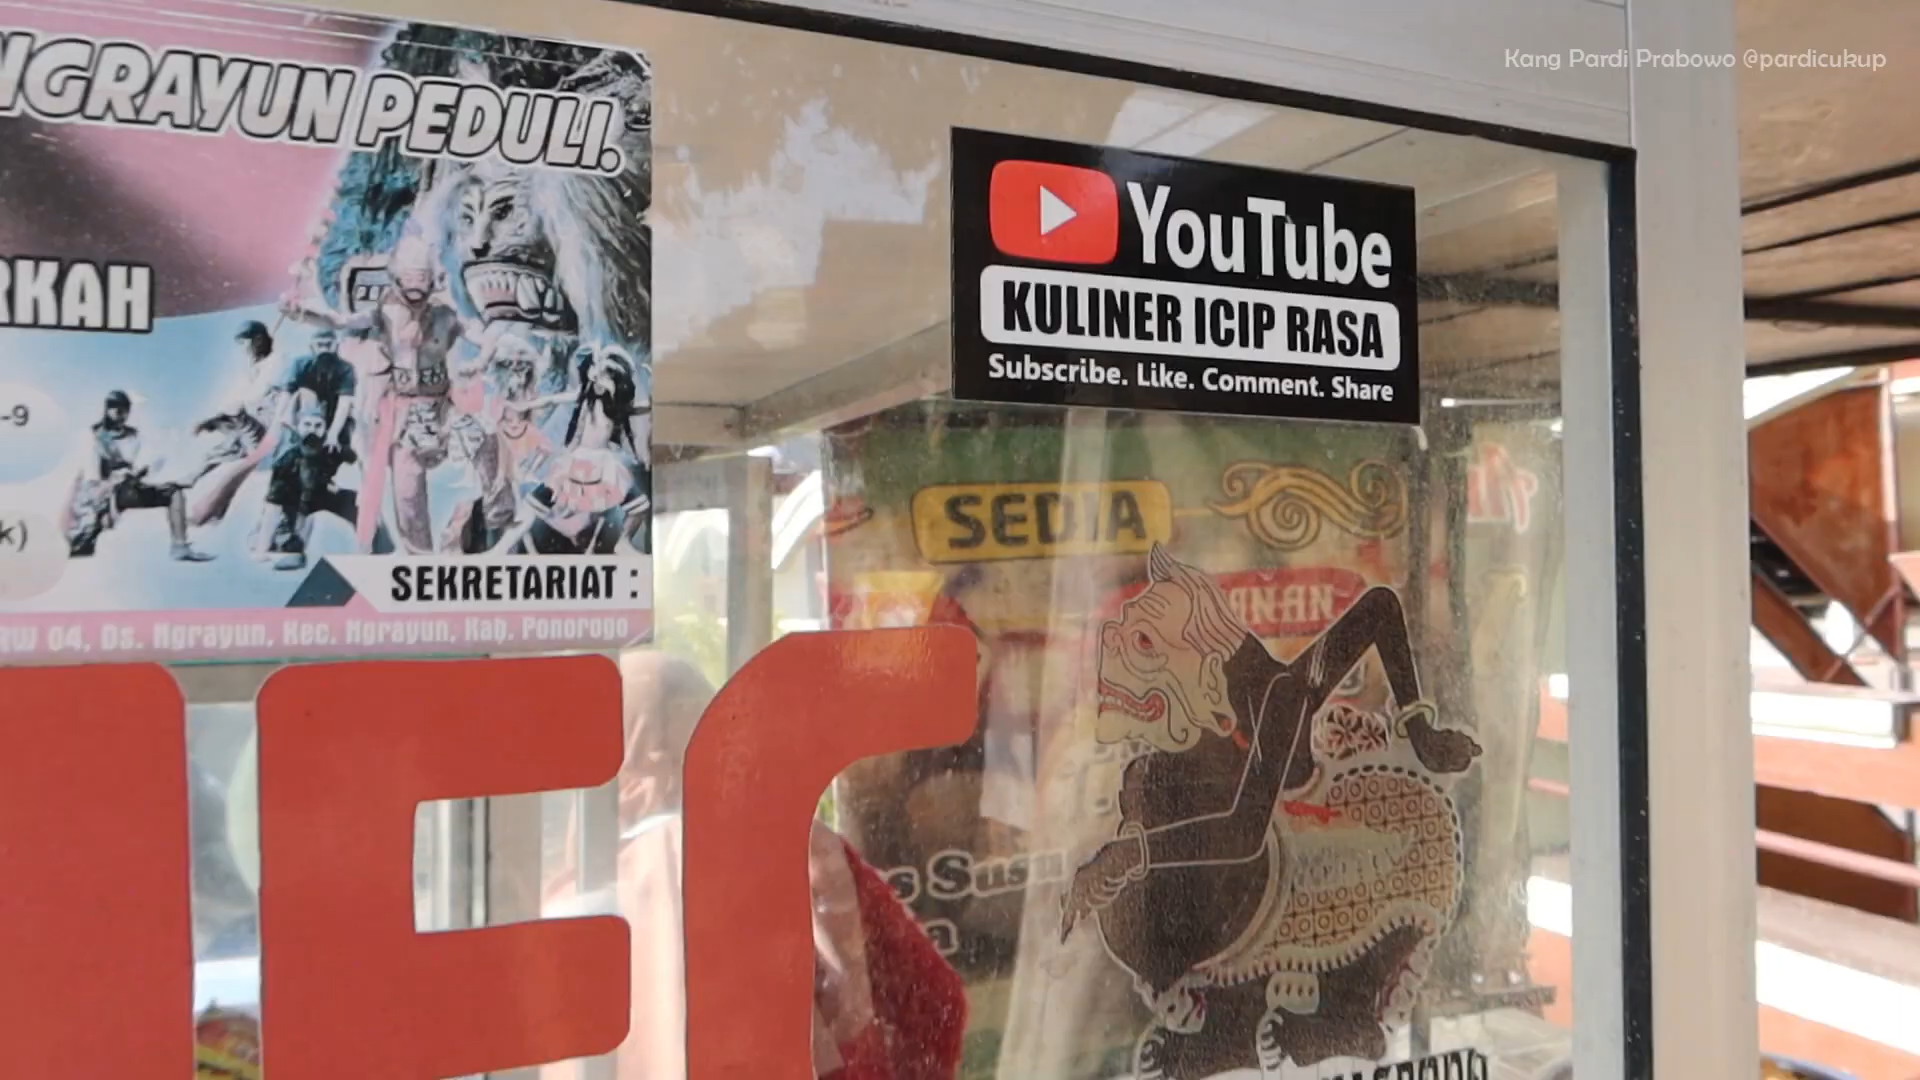 Kang Pardi Prabowo @pardicukup
NGRAYUN PEDULI.
RKAH
-9
k)
SEKRETARIAT :
RW 04, Ds. Ngrayun, Kec. Ngrayun, Kab. Ponorogo
YouTube
KULINER ICIP RASA
Subscribe. Like. Comment. Share
SEDIA
ANAN
s Susu
a